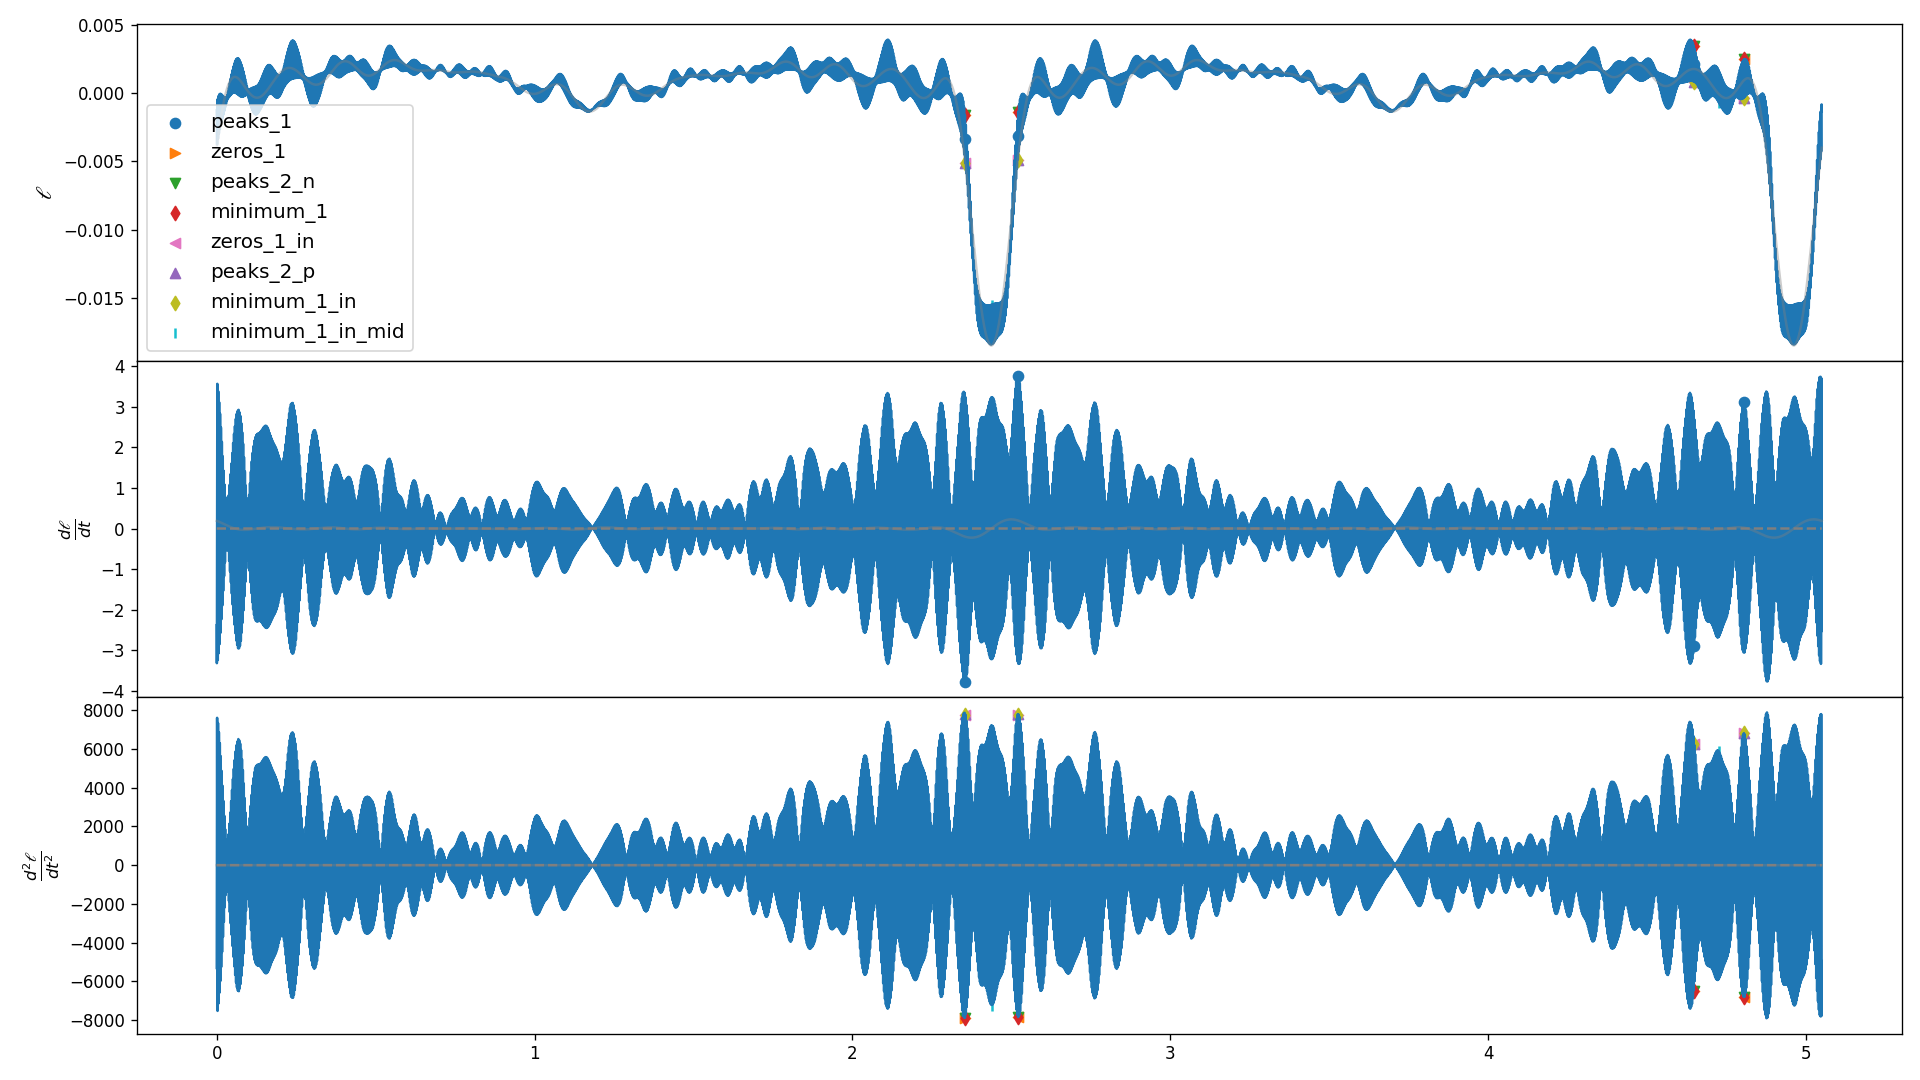 0.005
0.000
−0.005
−0.010
−0.015
ℓ
peaks_1
zeros_1
peaks_2_n
minimum_1
zeros_1_in
peaks_2_p
minimum_1_in
minimum_1_in_mid
4
3
2
1
0
−1
−2
−3
−4
dℓ
dt
8000
6000
4000
2000
0
−2000
−4000
−6000
−8000
d²ℓ
dt²
0 1 2 3 4 5